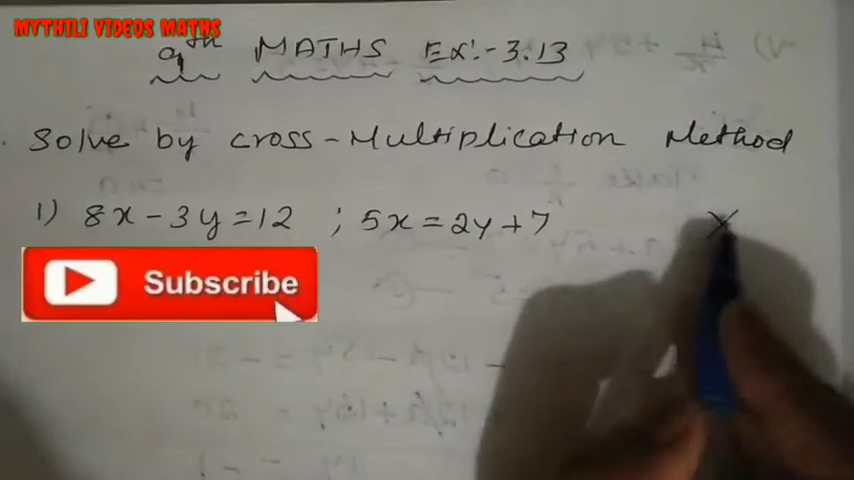 MYTHILI VIDEOS MATHS
9th MATHS Ex:-3.13
Solve by cross-Multiplication Method
1) 8x-3y=12 ; 5x=2y+7
Subscribe